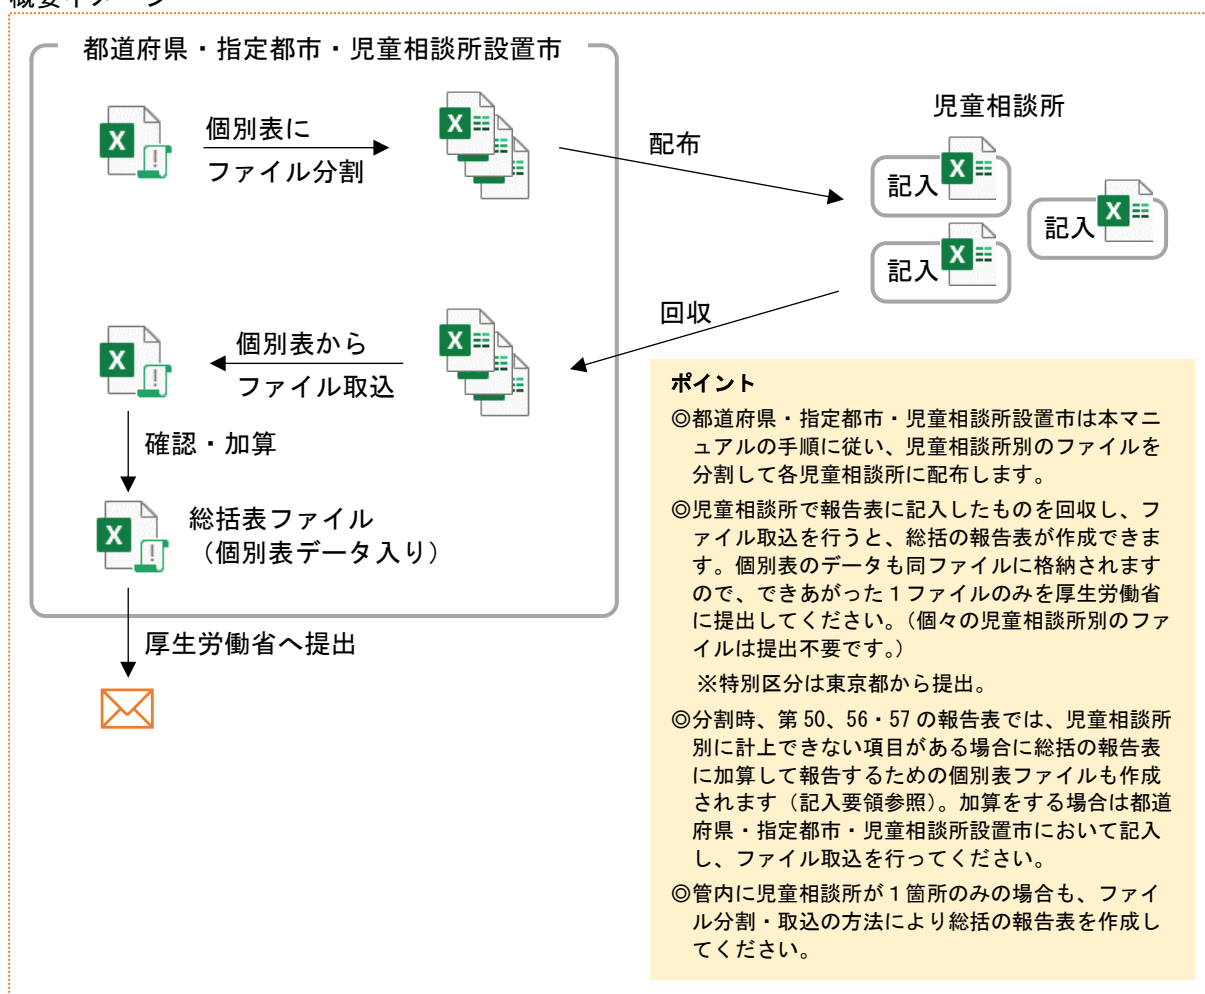 概要イメージ
都道府県・指定都市・児童相談所設置市
個別表に
ファイル分割
配布
児童相談所
記入
記入
記入
回収
個別表から
ファイル取込
確認・加算
総括表ファイル
（個別表データ入り）
厚生労働省へ提出
ポイント
◎都道府県・指定都市・児童相談所設置市は本マニ
ュアルの手順に従い、児童相談所別のファイルを
分割して各児童相談所に配布します。
◎児童相談所で報告表に記入したものを回収し、フ
ァイル取込を行うと、総括の報告表が作成できま
す。個別表のデータも同ファイルに格納されます
ので、できあがった１ファイルのみを厚生労働省
に提出してください。（個々の児童相談所別のファ
イルは提出不要です。）
※特別区分は東京都から提出。
◎分割時、第 50、56・57 の報告表では、児童相談所
別に計上できない項目がある場合に総括の報告表
に加算して報告するための個別表ファイルも作成
されます（記入要領参照）。加算をする場合は都道
府県・指定都市・児童相談所設置市において記入
し、ファイル取込を行ってください。
◎管内に児童相談所が１箇所のみの場合も、ファイ
ル分割・取込の方法により総括の報告表を作成し
てください。